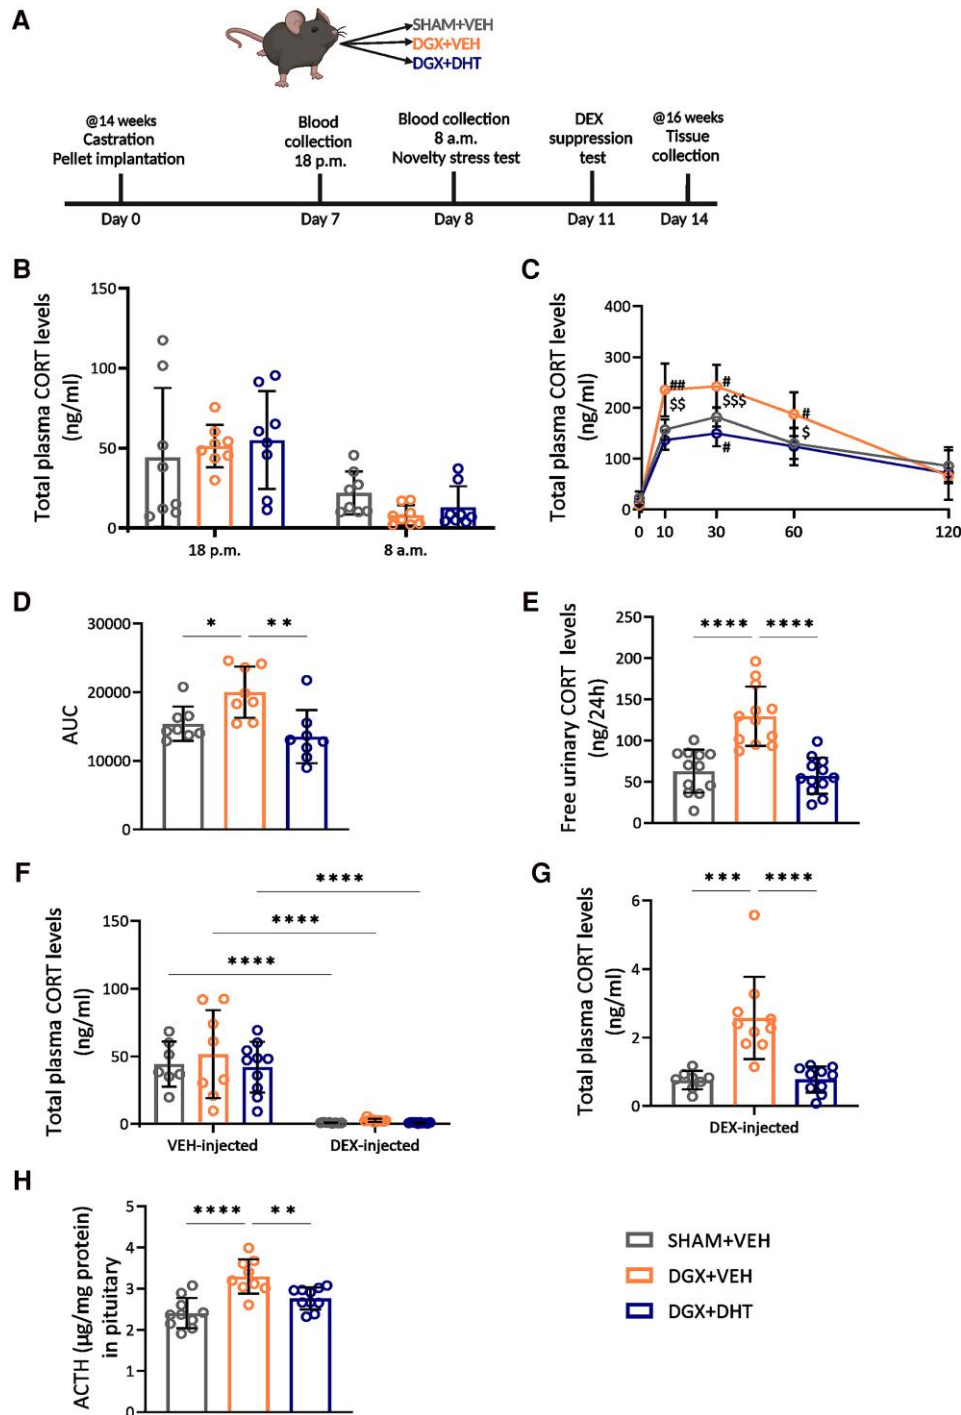 A
SHAM+VEH
DGX+VEH
DGX+DHT
@14 weeks
Castration
Pellet implantation
Blood
collection
18 p.m.
Blood collection
8 a.m.
Novelty stress test
DEX
suppression
test
@16 weeks
Tissue
collection
Day 0
Day 7
Day 8
Day 11
Day 14
B
Total plasma CORT levels
(ng/ml)
150
100
50
0
18 p.m.
8 a.m.
C
Total plasma CORT levels
(ng/ml)
400
300
200
100
0
##
$$
#
$$$
#
#
$
0
10
30
60
120
D
AUC
30000
20000
10000
0
*
**
E
Free urinary CORT levels
(ng/24h)
250
200
150
100
50
0
****
****
F
Total plasma CORT levels
(ng/ml)
150
100
50
0
****
****
****
VEH-injected
DEX-injected
G
Total plasma CORT levels
(ng/ml)
6
4
2
0
***
****
DEX-injected
H
ACTH (µg/mg protein)
in pituitary
5
4
3
2
1
0
****
**
SHAM+VEH
DGX+VEH
DGX+DHT